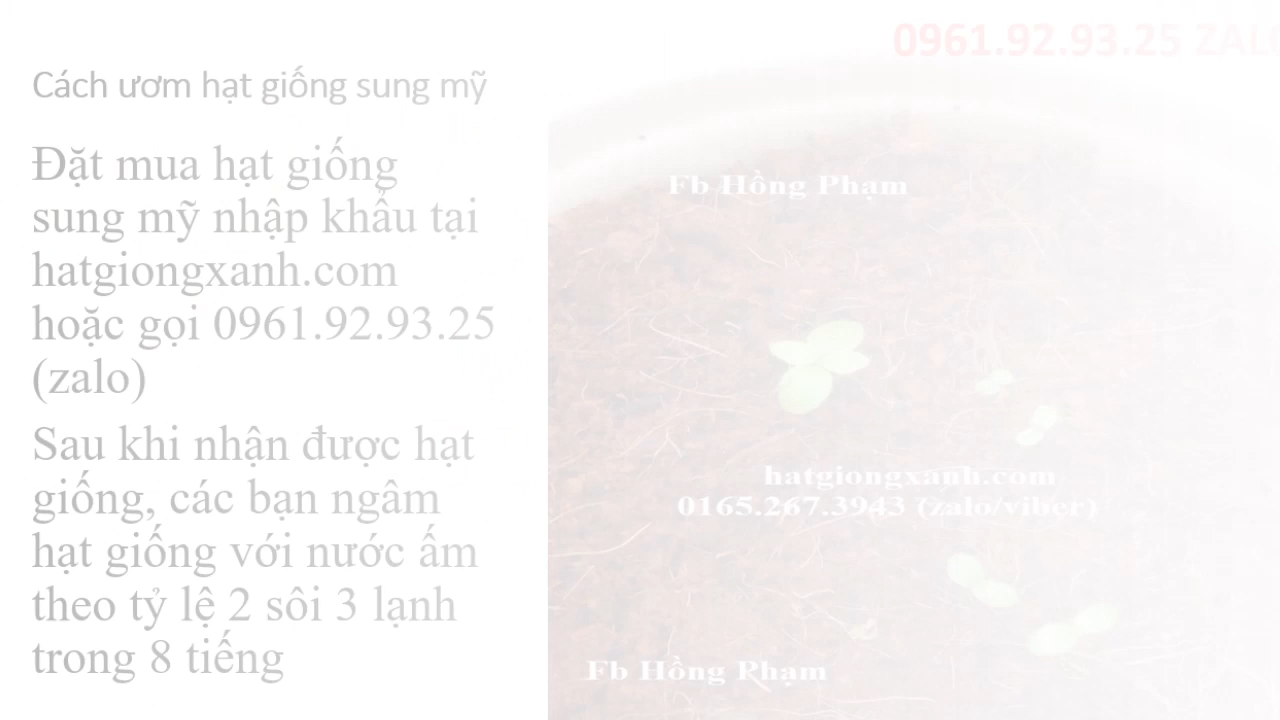 0961.92.93.25 ZALO
Cách ươm hạt giống sung mỹ
Đặt mua hạt giống
sung mỹ nhập khẩu tại
hatgiongxanh.com
hoặc gọi 0961.92.93.25
(zalo)
Sau khi nhận được hạt
giống, các bạn ngâm
hạt giống với nước ấm
theo tỷ lệ 2 sôi 3 lạnh
trong 8 tiếng
Fb Hồng Phạm
hatgiongxanh.com
0165.267.3943 (zalo/viber)
Fb Hồng Phạm